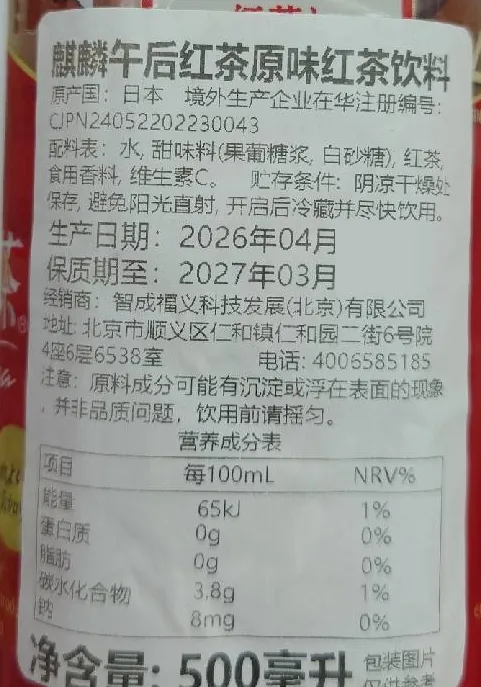 麒麟午后红茶原味红茶饮料
原产国：日本 境外生产企业在华注册编号：
CJPN24052202230043
配料表：水, 甜味料(果葡糖浆, 白砂糖), 红茶,
食用香料, 维生素C。 贮存条件：阴凉干燥处
保存, 避免阳光直射, 开启后冷藏并尽快饮用。
生产日期：2026年04月
保质期至：2027年03月
经销商：智成福义科技发展(北京)有限公司
地址: 北京市顺义区仁和镇仁和园二街6号院
4座6层6538室 电话: 4006585185
注意：原料成分可能有沉淀或浮在表面的现象
，并非品质问题，饮用前请摇匀。
营养成分表
项目 每100mL NRV%
能量 65kJ 1%
蛋白质 0g 0%
脂肪 0g 0%
碳水化合物 3.8g 1%
钠 8mg 0%
净含量: 500毫升 包装图片
仅供参考